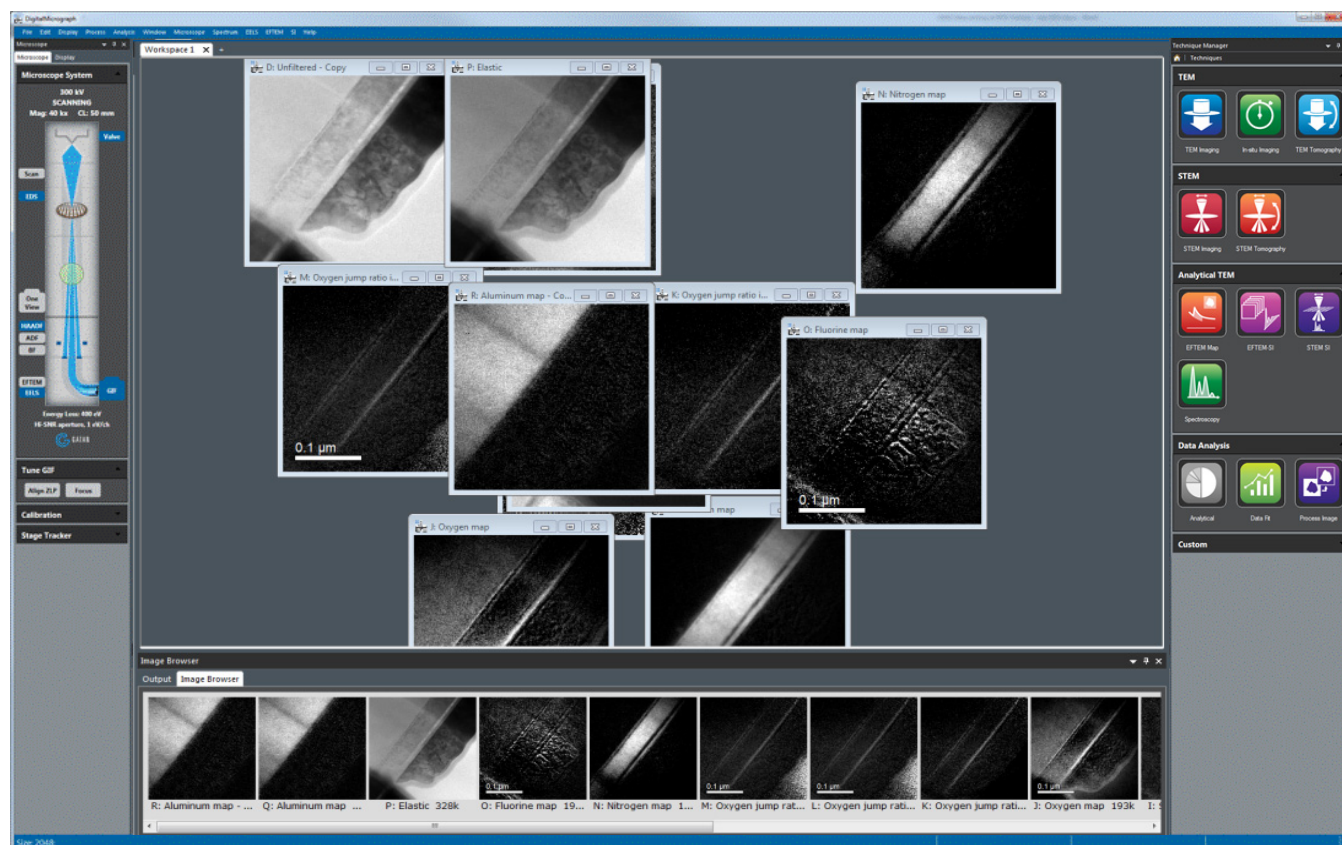 DigitalMicrograph
File Edit Display Process Analysis Window Microscope Spectrum EELS EFTEM SI Help
Microscope
Microscope Display
Microscope System
300 kV
SCANNING
Mag: 40 kx CL: 50 mm
Valve
Scan
EDS
One
View
HAADF
ADF
BF
EFTEM
EELS
GIF
Energy Loss: 400 eV
GATAN
Tune GIF
Align ZLP Focus
Calibration
Stage Tracker
Workspace 1
D: Unfiltered - Copy
P: Elastic
N: Nitrogen map
M: Oxygen jump ratio i...
R: Aluminum map - Co...
K: Oxygen jump ratio i...
O: Fluorine map
0.1 µm
0.1 µm
J: Oxygen map
map
Image Browser
Output Image Browser
0.1 µm
0.1 µm
0.1 µm
0.1 µm
0.1 µm
R: Aluminum map - ... Q: Aluminum map ... P: Elastic 328k O: Fluorine map 19... N: Nitrogen map 1... M: Oxygen jump rat... L: Oxygen jump rati... K: Oxygen jump rati... J: Oxygen map 193k I:
Size: 2048
Technique Manager
Techniques
TEM
TEM Imaging In-situ Imaging TEM Tomography
STEM
STEM Imaging STEM Tomography
Analytical TEM
EFTEM Map EFTEM-SI STEM SI
Spectroscopy
Data Analysis
Analytical Data Fit Process Image
Custom